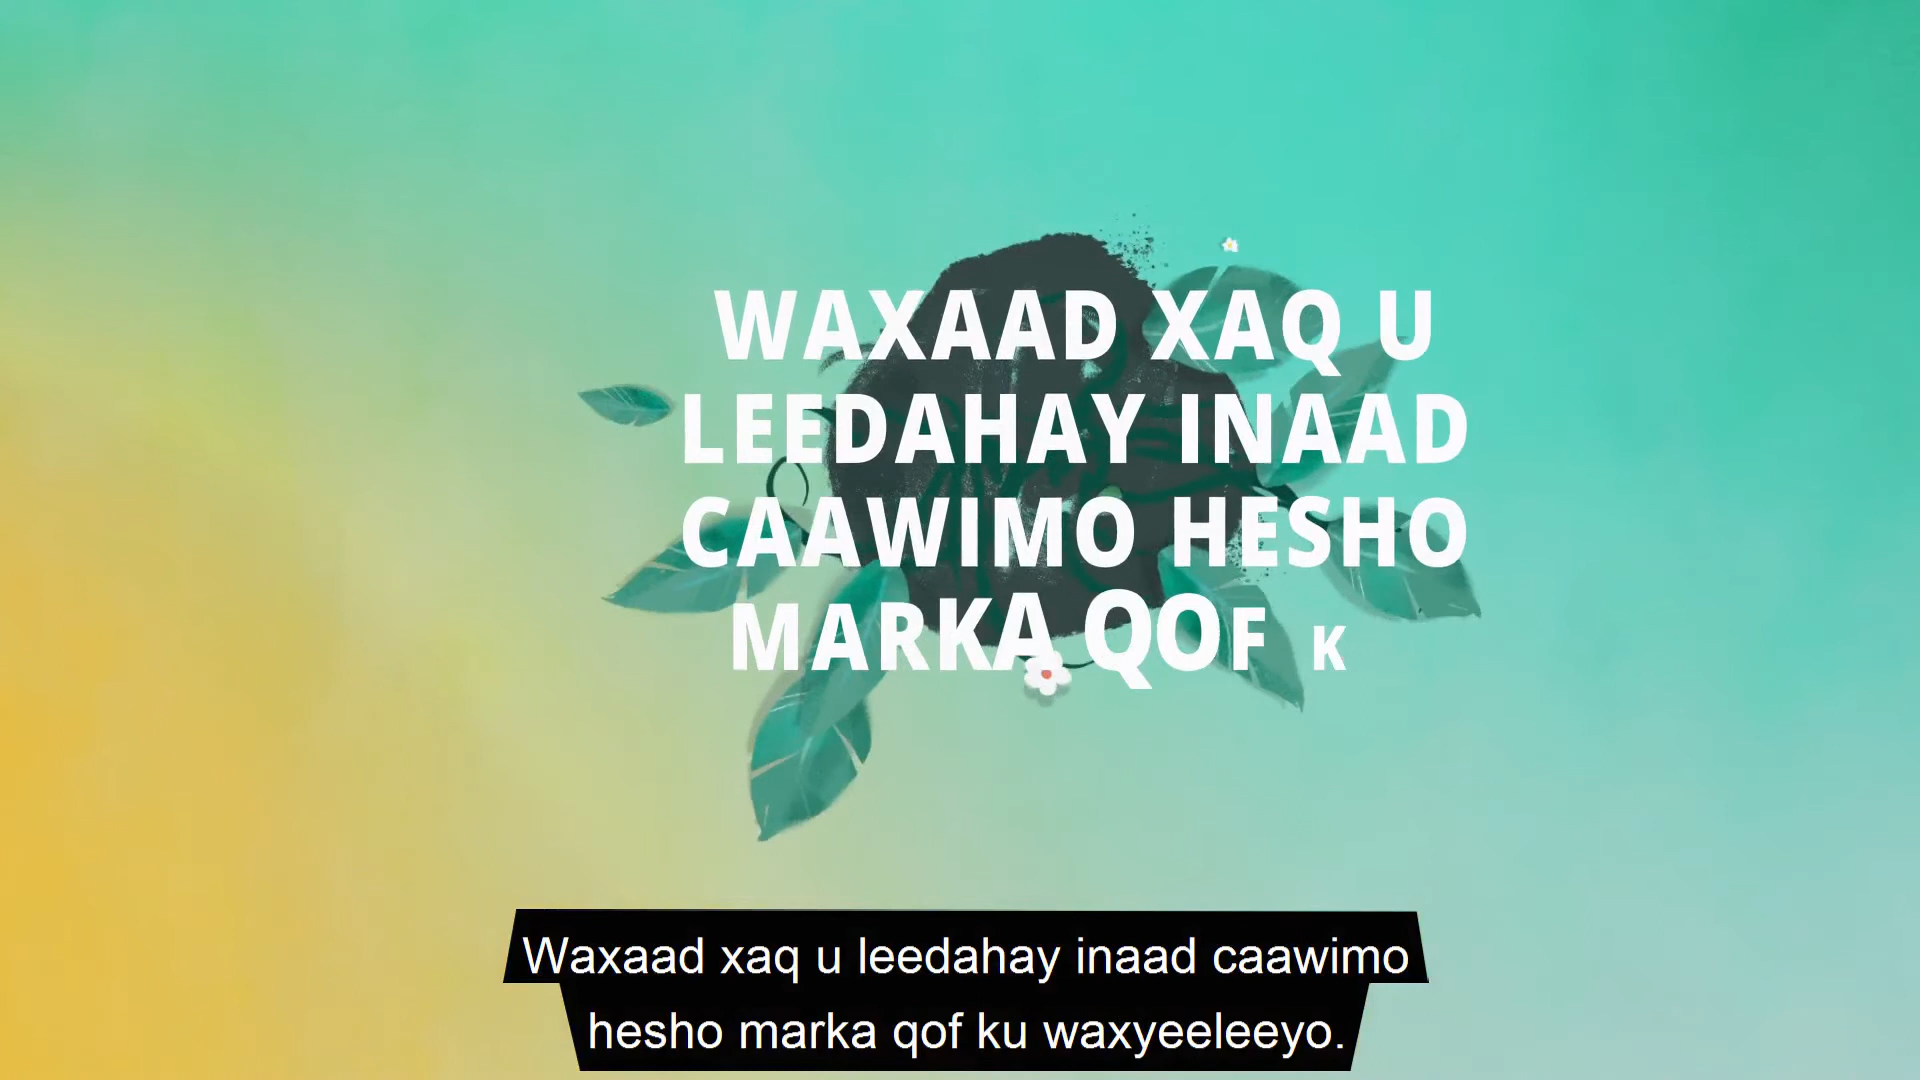 WAXAAD XAQ U
LEEDAHAY INAAD
CAAWIMO HESHO
MARKA QOF K
Waxaad xaq u leedahay inaad caawimo
hesho marka qof ku waxyeeleeyo.